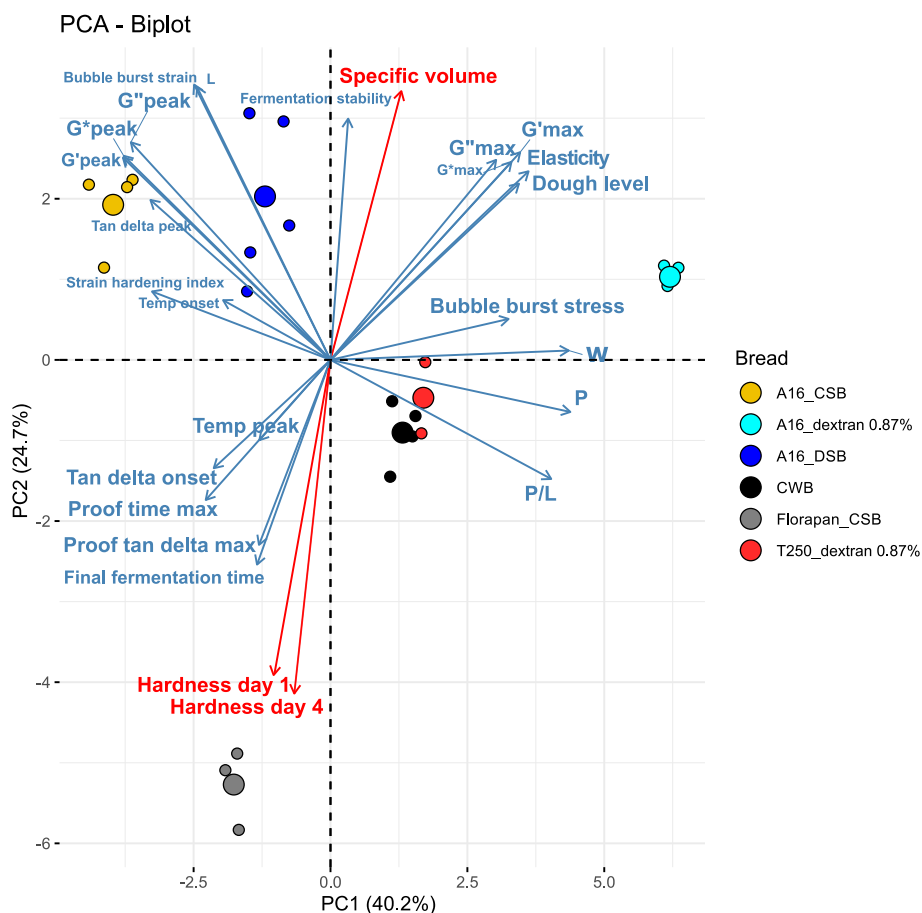 PCA - Biplot
Bubble burst strain L
Specific volume
G"peak
Fermentation stability
G*peak
G'max
G"max
G'peak
G*max
Elasticity
Dough level
Tan delta peak
Strain hardening index
Temp onset
Bubble burst stress
W
P
Temp peak
Tan delta onset
P/L
Proof time max
Proof tan delta max
Final fermentation time
Hardness day 1
Hardness day 4
2
0
-2
-4
-6
PC2 (24.7%)
-2.5
0.0
2.5
5.0
PC1 (40.2%)
Bread
A16_CSB
A16_dextran 0.87%
A16_DSB
CWB
Florapan_CSB
T250_dextran 0.87%